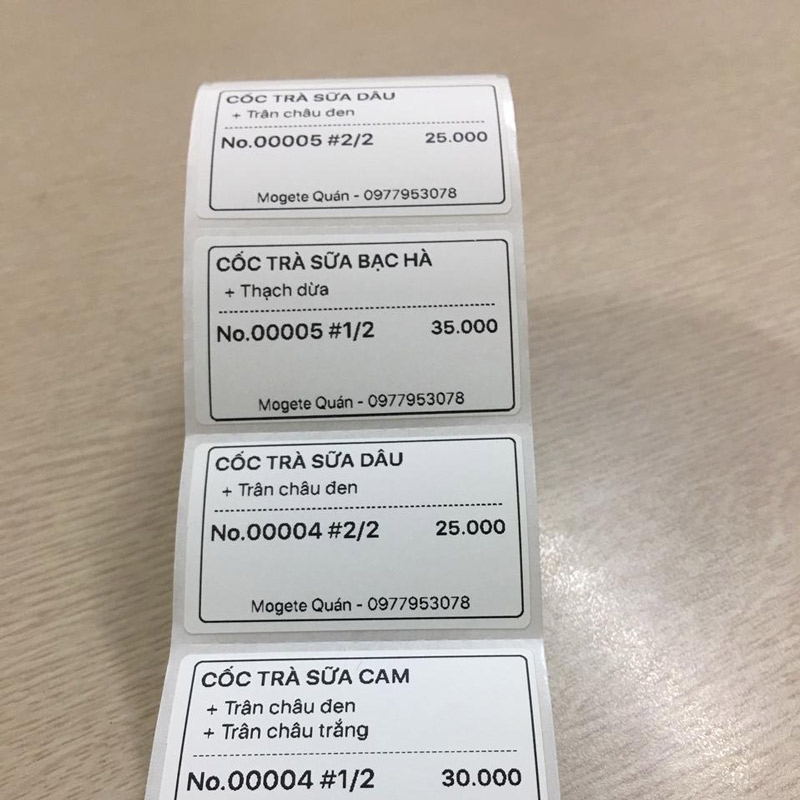 CỐC TRÀ SỮA DÂU
+ Trân châu đen
No.00005 #2/2 25.000
Mogete Quán - 0977953078
CỐC TRÀ SỮA BẠC HÀ
+ Thạch dừa
No.00005 #1/2 35.000
Mogete Quán - 0977953078
CỐC TRÀ SỮA DÂU
+ Trân châu đen
No.00004 #2/2 25.000
Mogete Quán - 0977953078
CỐC TRÀ SỮA CAM
+ Trân châu đen
+ Trân châu trắng
No.00004 #1/2 30.000